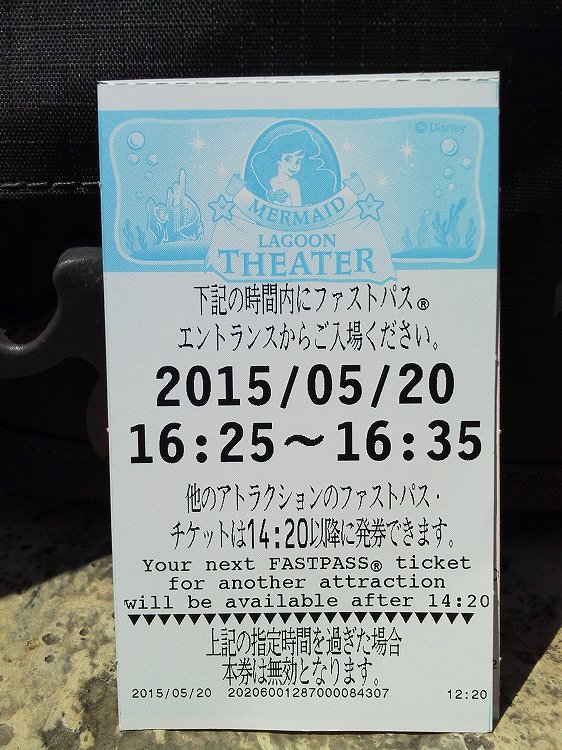 © Disney
MERMAID
LAGOON
THEATER
下記の時間内にファストパス®
エントランスからご入場ください。
2015/05/20
16:25～16:35
他のアトラクションのファストパス・
チケットは14:20以降に発券できます。
Your next FASTPASS® ticket
for another attraction
will be available after 14:20
▼▼▼▼▼▼▼▼▼▼▼▼▼▼▼▼▼▼▼▼▼▼▼▼
上記の指定時間を過ぎた場合
本券は無効となります。
2015/05/20 20206001287000084307 12:20